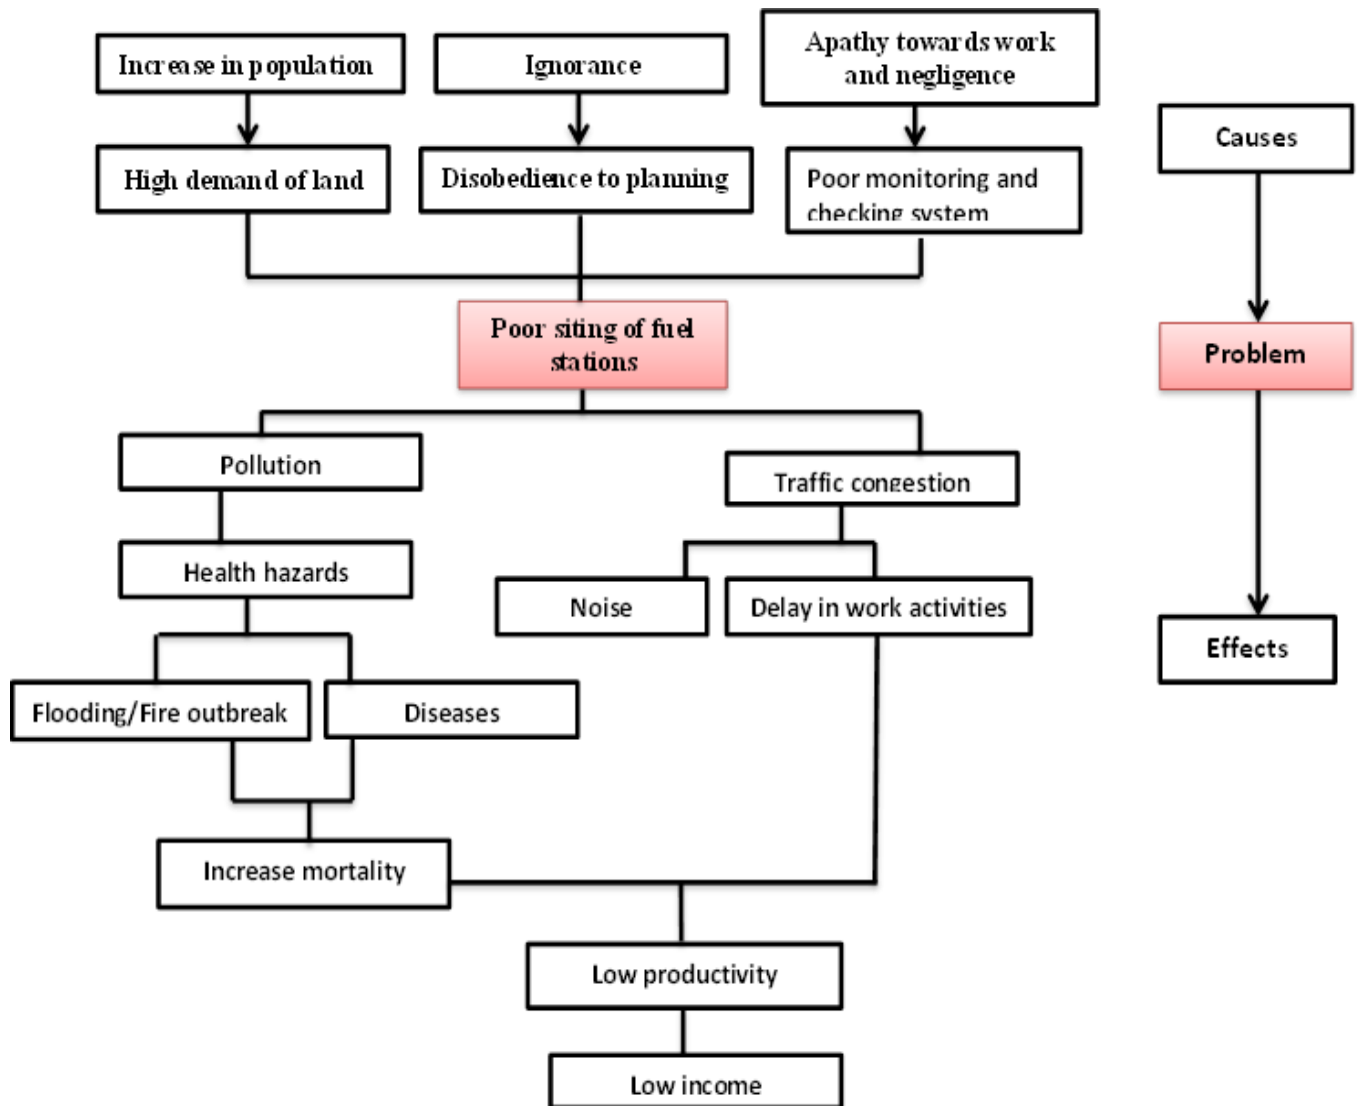 Increase in population
Ignorance
Apathy towards work
and negligence
High demand of land
Disobedience to planning
Poor monitoring and
checking system
Causes
Poor siting of fuel
stations
Problem
Pollution
Traffic congestion
Health hazards
Noise
Delay in work activities
Effects
Flooding/Fire outbreak
Diseases
Increase mortality
Low productivity
Low income